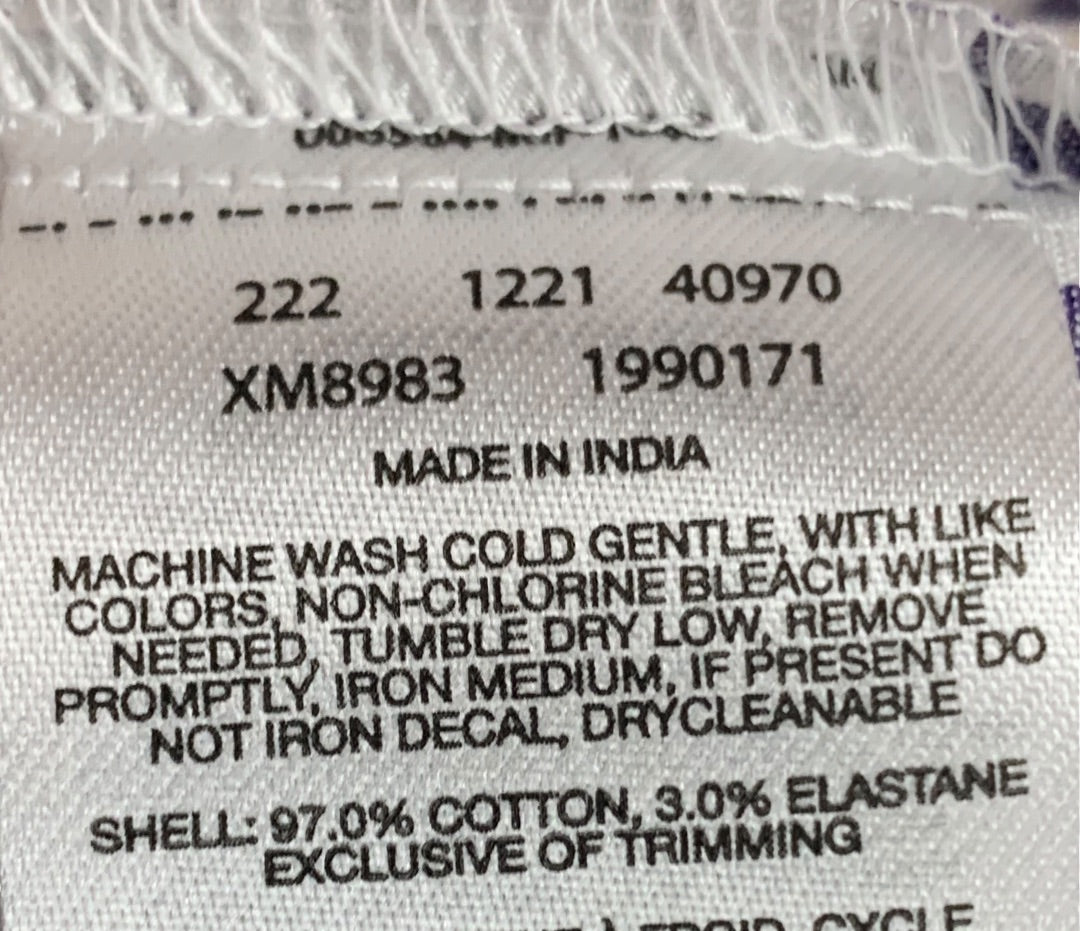 222 1221 40970
XM8983 1990171
MADE IN INDIA
MACHINE WASH COLD GENTLE, WITH LIKE
COLORS, NON-CHLORINE BLEACH WHEN
NEEDED, TUMBLE DRY LOW, REMOVE
PROMPTLY, IRON MEDIUM, IF PRESENT DO
NOT IRON DECAL, DRYCLEANABLE
SHELL: 97.0% COTTON, 3.0% ELASTANE
EXCLUSIVE OF TRIMMING
CYCLE